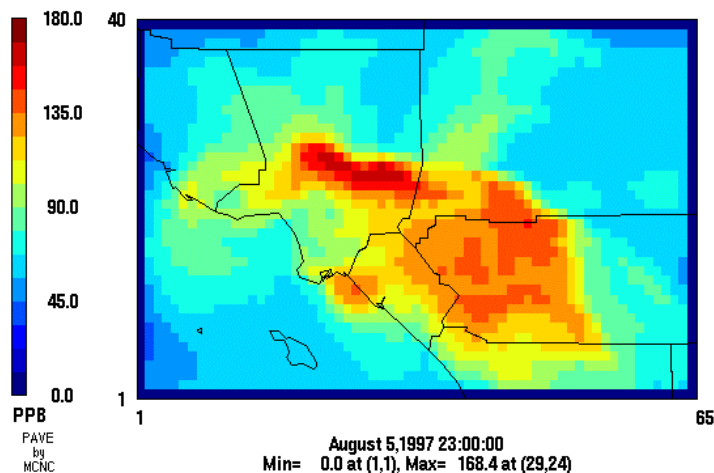 180.0
135.0
90.0
45.0
0.0
PPB
PAVE
by
MCNC
40
1
1
65
August 5,1997 23:00:00
Min= 0.0 at (1,1), Max= 168.4 at (29,24)